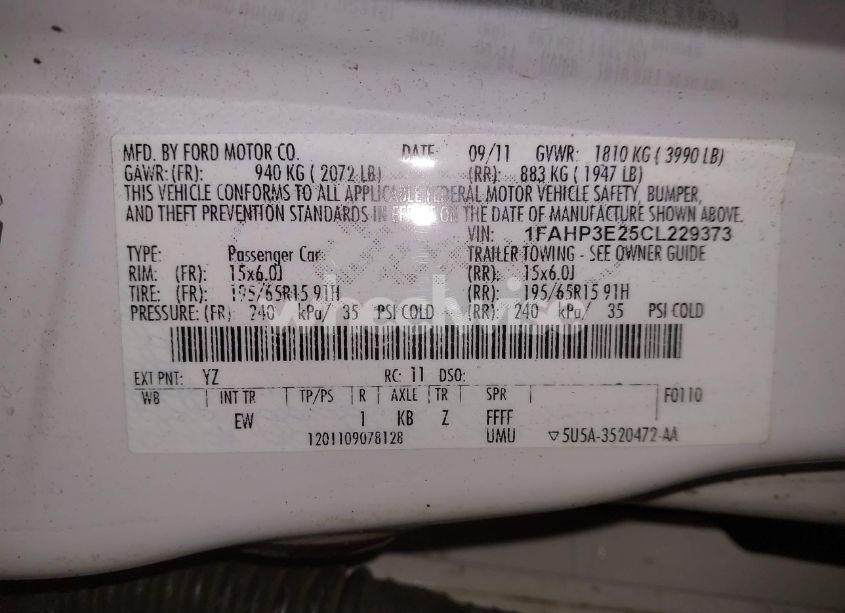 MFD. BY FORD MOTOR CO. DATE: 09/11 GVWR: 1810 KG ( 3990 LB)
GAWR:(FR): 940 KG ( 2072 LB) (RR): 883 KG ( 1947 LB)
THIS VEHICLE CONFORMS TO ALL APPLICABLE FEDERAL MOTOR VEHICLE SAFETY, BUMPER,
AND THEFT PREVENTION STANDARDS IN EFFECT ON THE DATE OF MANUFACTURE SHOWN ABOVE.
VIN: 1FAHP3E25CL229373
TYPE: Passenger Car TRAILER TOWING - SEE OWNER GUIDE
RIM: (FR): 15x6.0J (RR): 15x6.0J
TIRE: (FR): 195/65R15 91H (RR): 195/65R15 91H
PRESSURE:(FR) 240 kPa/ 35 PSI COLD (RR): 240 kPa/ 35 PSI COLD
EXT PNT: YZ RC: 11 DSO:
WB INT TR TP/PS R AXLE TR SPR F0110
EW 1 KB Z FFFF
1201109078128 UMU ▽5U5A-3520472-AA